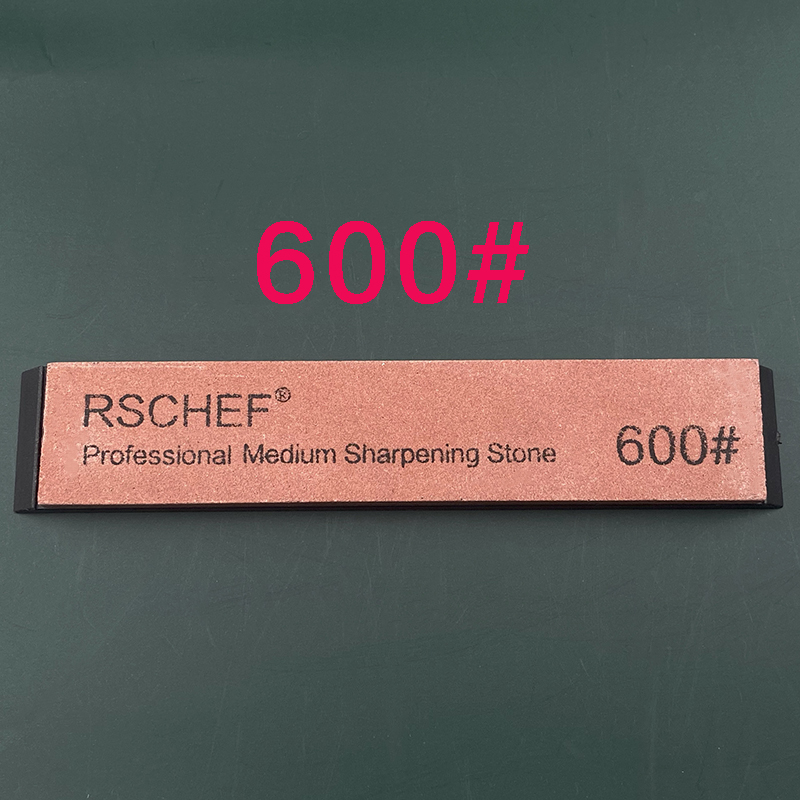 600#
RSCHEF®
Professional Medium Sharpening Stone
600#